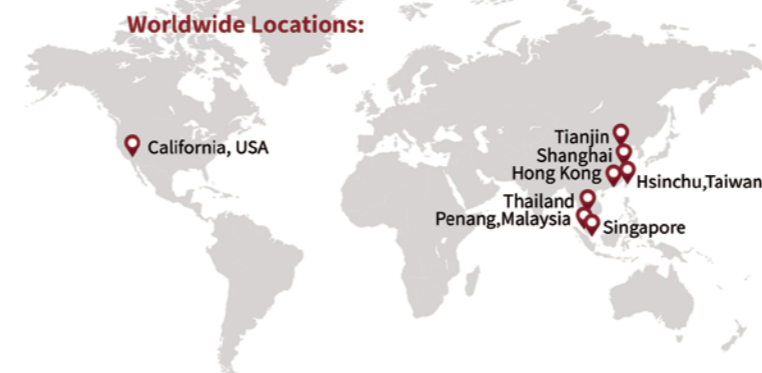 Worldwide Locations:
California, USA
Tianjin
Shanghai
Hong Kong
Hsinchu,Taiwan
Thailand
Penang,Malaysia
Singapore